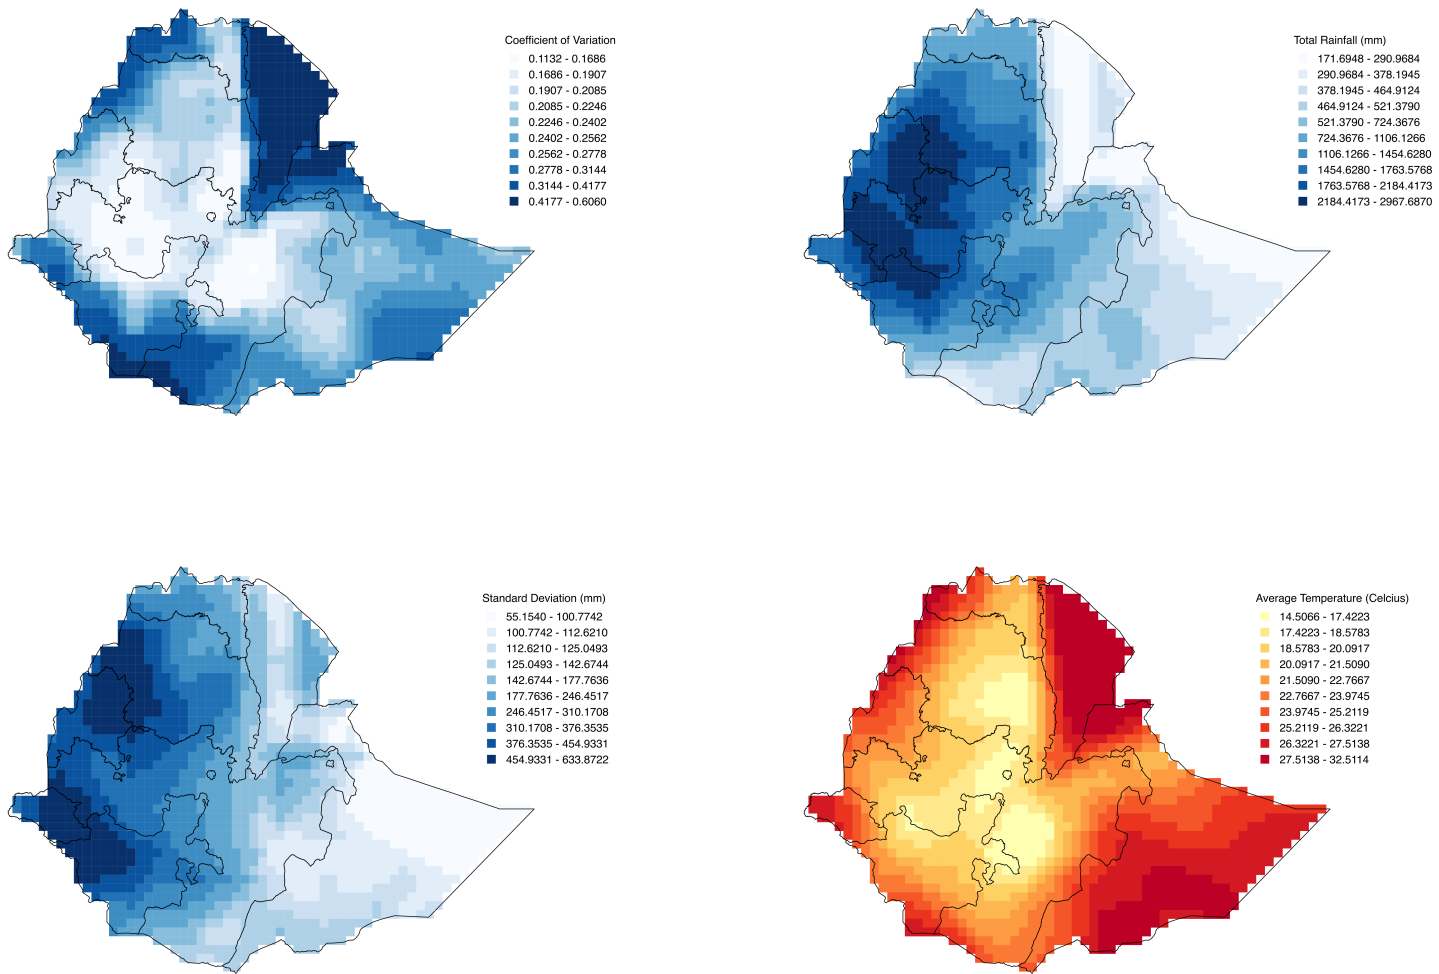 Coefficient of Variation
0.1132 - 0.1686
0.1686 - 0.1907
0.1907 - 0.2085
0.2085 - 0.2246
0.2246 - 0.2402
0.2402 - 0.2562
0.2562 - 0.2778
0.2778 - 0.3144
0.3144 - 0.4177
0.4177 - 0.6060
Total Rainfall (mm)
171.6948 - 290.9684
290.9684 - 378.1945
378.1945 - 464.9124
464.9124 - 521.3790
521.3790 - 724.3676
724.3676 - 1106.1266
1106.1266 - 1454.6280
1454.6280 - 1763.5768
1763.5768 - 2184.4173
2184.4173 - 2967.6870
Standard Deviation (mm)
55.1540 - 100.7742
100.7742 - 112.6210
112.6210 - 125.0493
125.0493 - 142.6744
142.6744 - 177.7636
177.7636 - 246.4517
246.4517 - 310.1708
310.1708 - 376.3535
376.3535 - 454.9331
454.9331 - 633.8722
Average Temperature (Celcius)
14.5066 - 17.4223
17.4223 - 18.5783
18.5783 - 20.0917
20.0917 - 21.5090
21.5090 - 22.7667
22.7667 - 23.9745
23.9745 - 25.2119
25.2119 - 26.3221
26.3221 - 27.5138
27.5138 - 32.5114